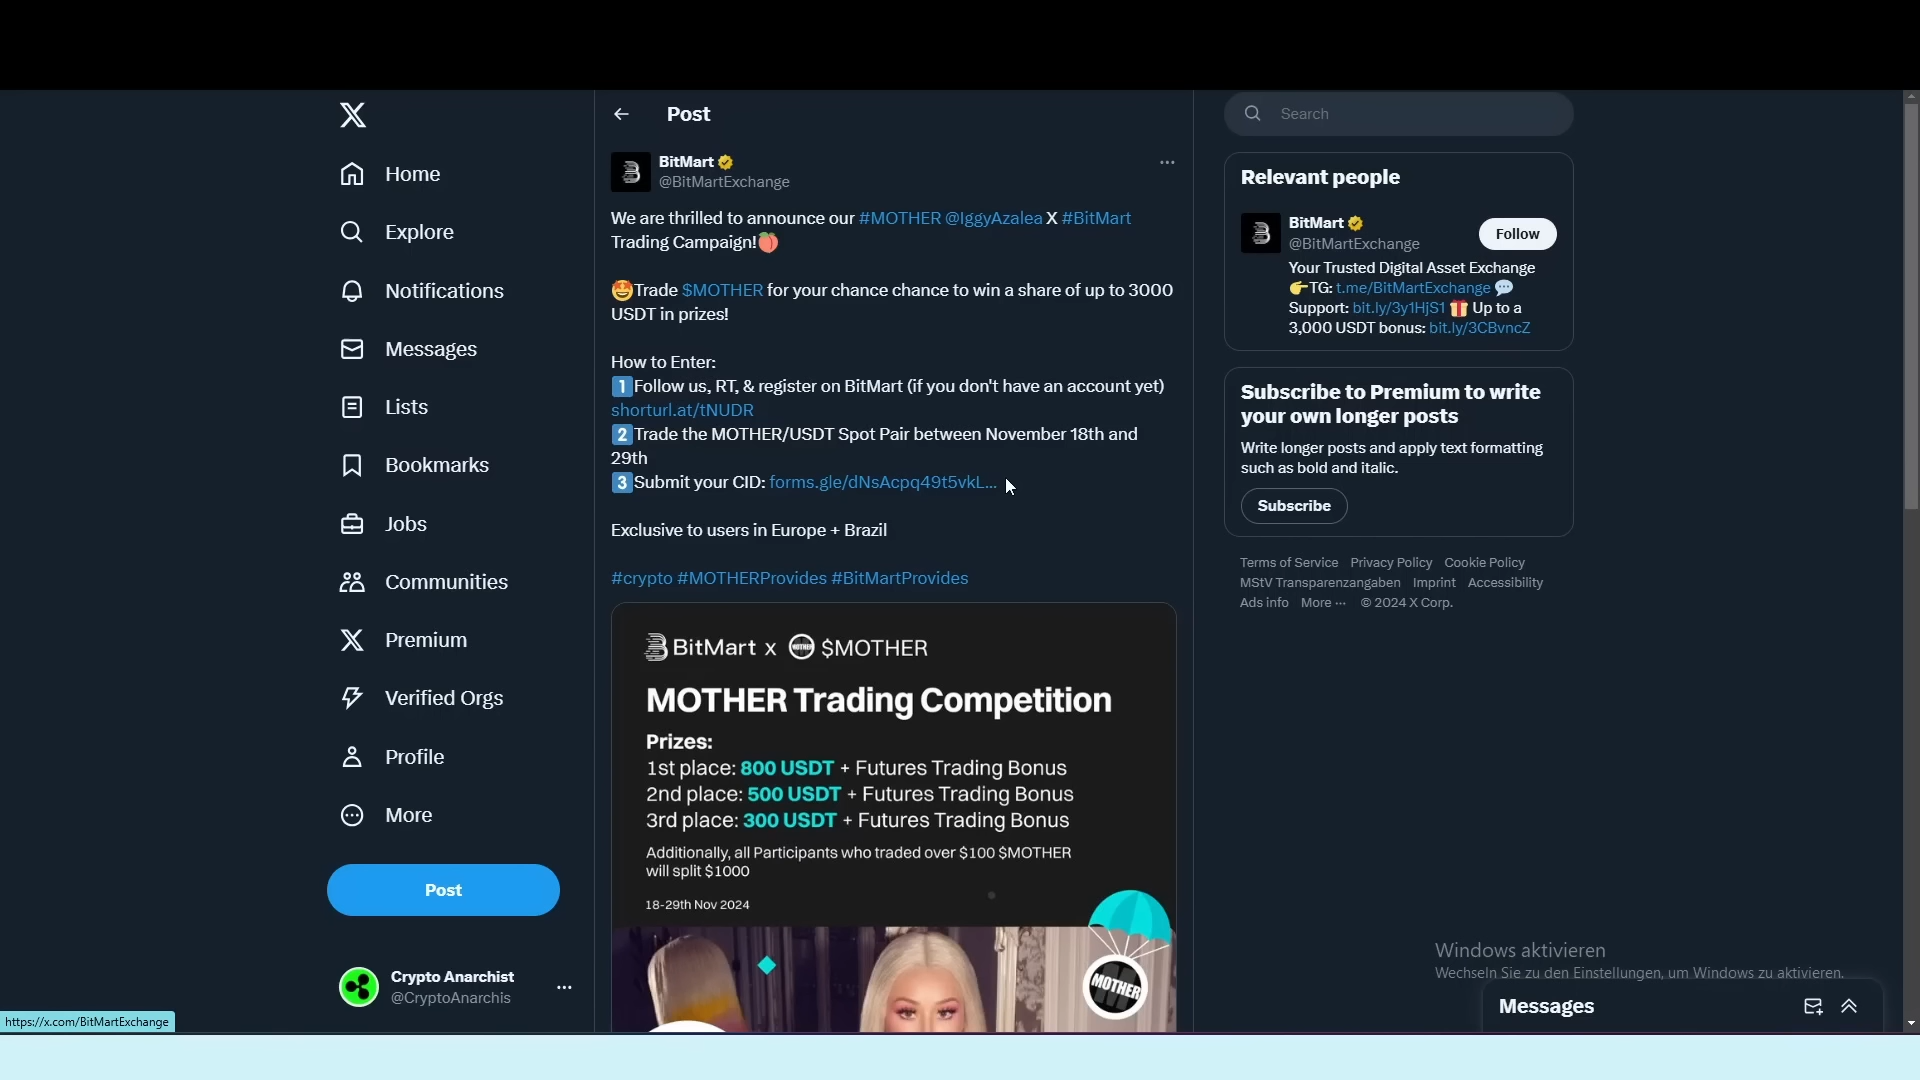 Post
Search
Home
Explore
Notifications
Messages
Lists
Bookmarks
Jobs
Communities
Premium
Verified Orgs
Profile
More
Post
Crypto Anarchist
@CryptoAnarchis
https://x.com/BitMartExchange
BitMart
@BitMartExchange
We are thrilled to announce our #MOTHER @IggyAzalea X #BitMart
Trading Campaign!🍑
🤩Trade $MOTHER for your chance chance to win a share of up to 3000
USDT in prizes!
How to Enter:
1️⃣Follow us, RT, & register on BitMart (if you don't have an account yet)
shorturl.at/tNUDR
2️⃣Trade the MOTHER/USDT Spot Pair between November 18th and
29th
3️⃣Submit your CID: forms.gle/dNsAcpq49t5vkL...
Exclusive to users in Europe + Brazil
#crypto #MOTHERProvides #BitMartProvides
BitMart x MOTHER $MOTHER
MOTHER Trading Competition
Prizes:
1st place: 800 USDT + Futures Trading Bonus
2nd place: 500 USDT + Futures Trading Bonus
3rd place: 300 USDT + Futures Trading Bonus
Additionally, all Participants who traded over $100 $MOTHER
will split $1000
18-29th Nov 2024
MOTHER
Relevant people
BitMart
@BitMartExchange
Follow
Your Trusted Digital Asset Exchange
👉TG: t.me/BitMartExchange 💬
Support: bit.ly/3y1HjS1 🎁 Up to a
3,000 USDT bonus: bit.ly/3CBvncZ
Subscribe to Premium to write
your own longer posts
Write longer posts and apply text formatting
such as bold and italic.
Subscribe
Terms of Service Privacy Policy Cookie Policy
MStV Transparenzangaben Imprint Accessibility
Ads info More ··· © 2024 X Corp.
Windows aktivieren
Wechseln Sie zu den Einstellungen, um Windows zu aktivieren.
Messages